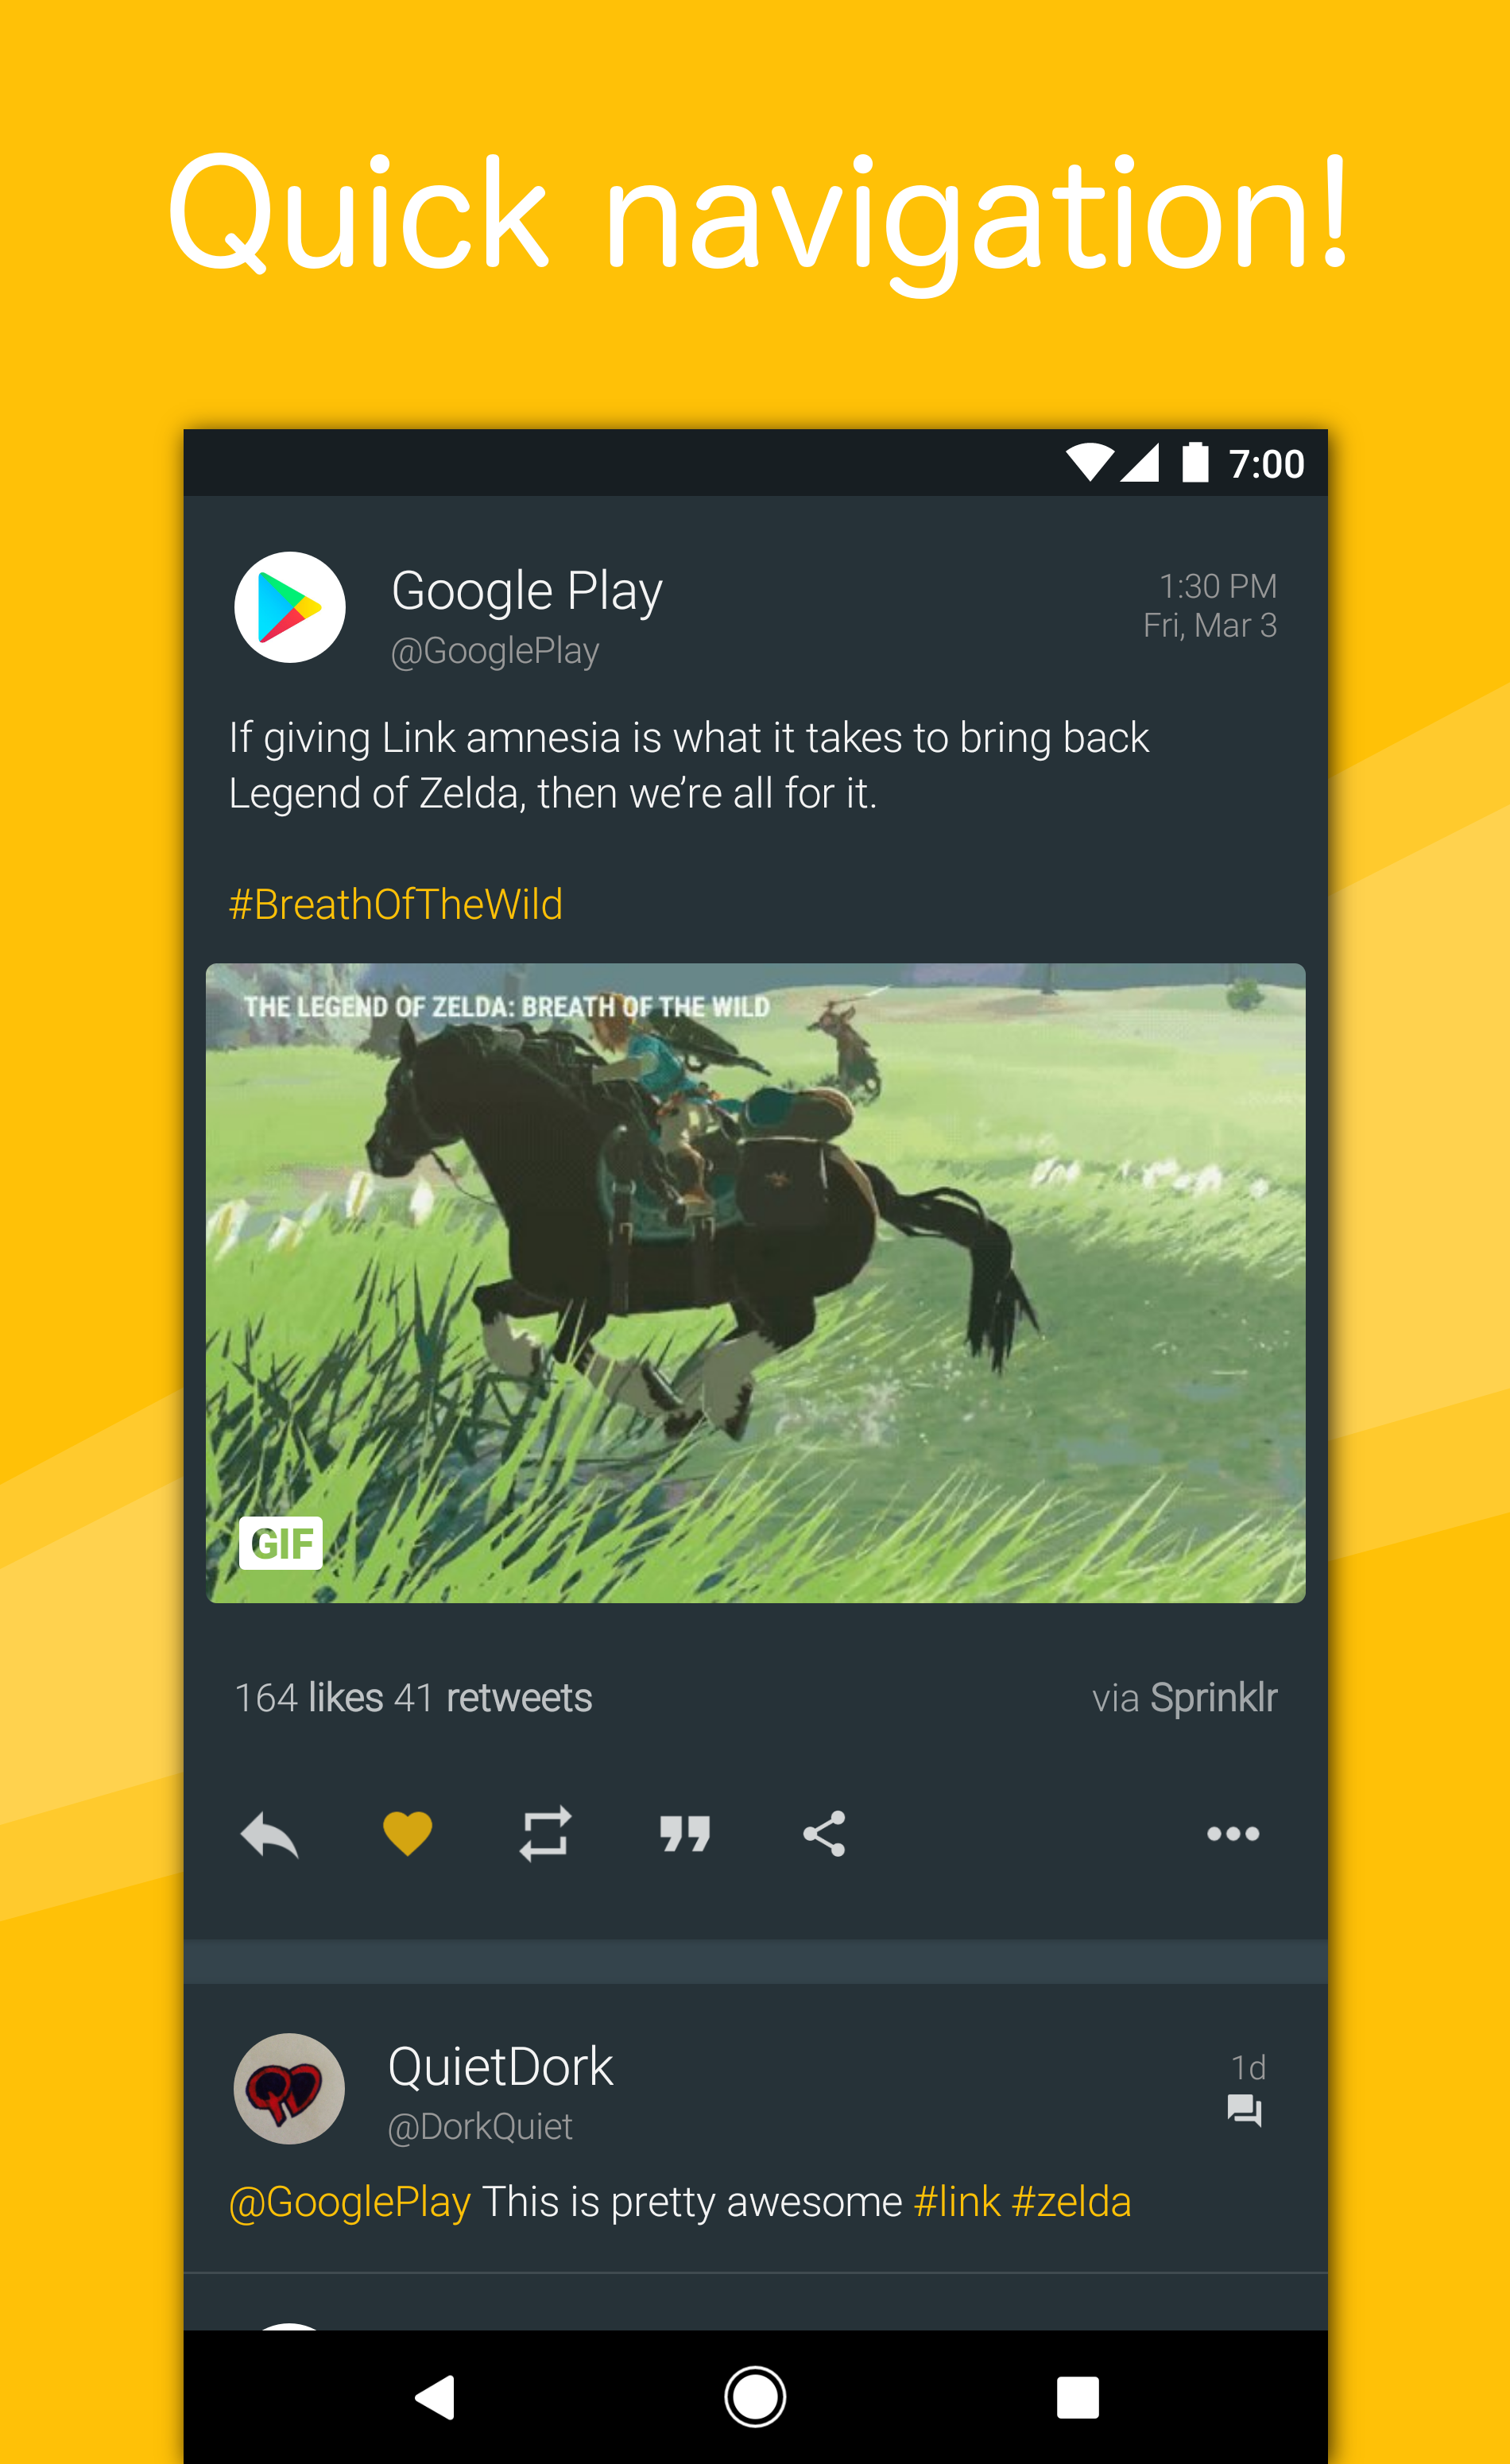 Quick navigation!
7:00
Google Play
1:30 PM
@GooglePlay
Fri, Mar 3
If giving Link amnesia is what it takes to bring back
Legend of Zelda, then we’re all for it.
#BreathOfTheWild
THE LEGEND OF ZELDA: BREATH OF THE WILD
GIF
164 likes 41 retweets
via Sprinklr
QuietDork
1d
@DorkQuiet
@GooglePlay This is pretty awesome #link #zelda